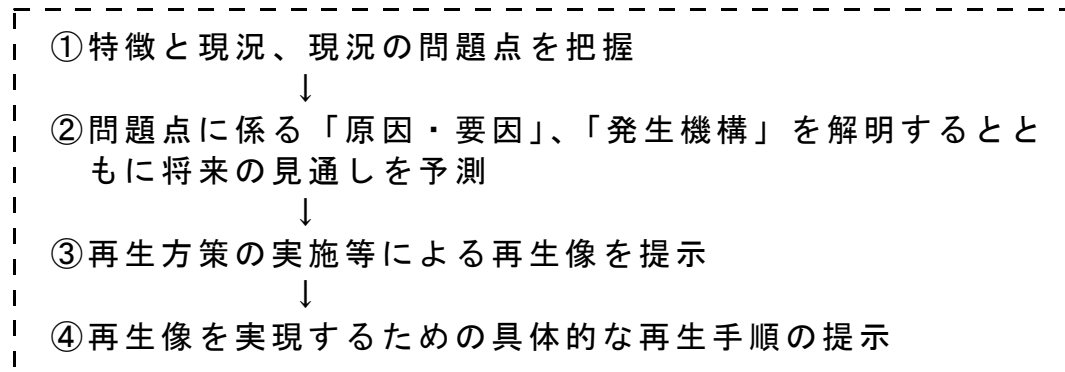 ①特徴と現況、現況の問題点を把握
↓
②問題点に係る「原因・要因」、「発生機構」を解明するとと
もに将来の見通しを予測
↓
③再生方策の実施等による再生像を提示
↓
④再生像を実現するための具体的な再生手順の提示